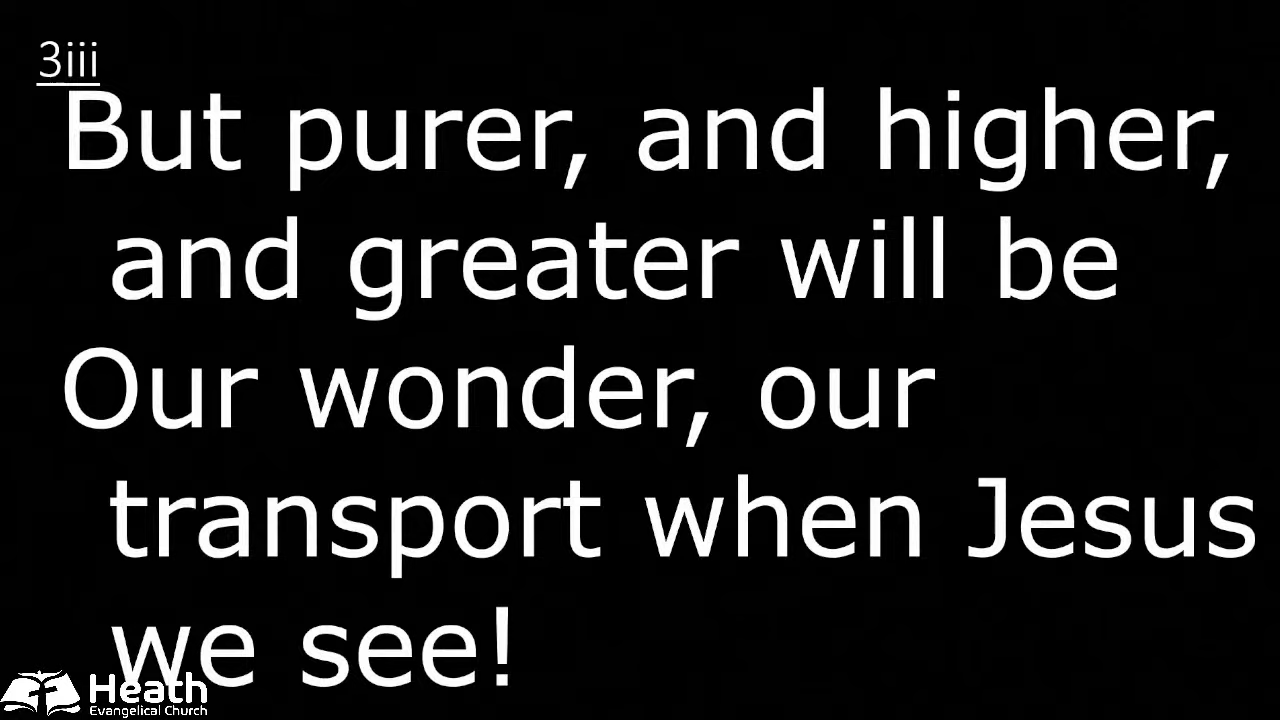 3iii
But purer, and higher,
and greater will be
Our wonder, our
transport when Jesus
we see!
Heath
Evangelical Church